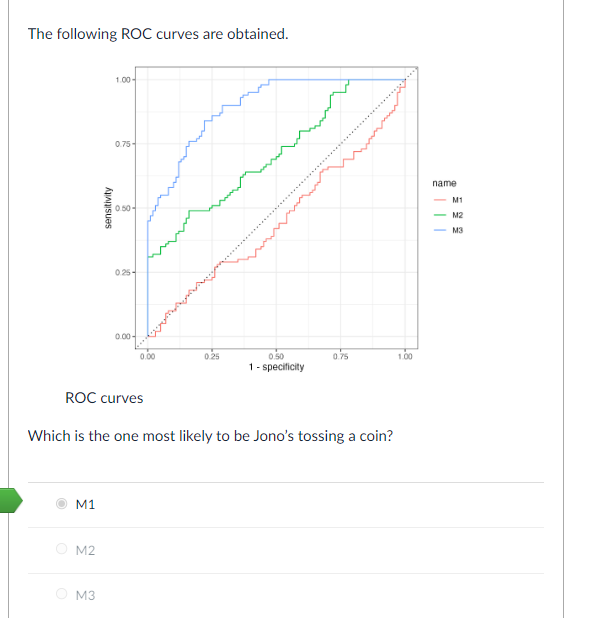 The following ROC curves are obtained.
1.00
0.75
0.50
0.25
0.00
sensitivity
0.00 0.25 0.50 0.75 1.00
1 - specificity
name
M1
M2
M3
ROC curves
Which is the one most likely to be Jono's tossing a coin?
M1
M2
M3